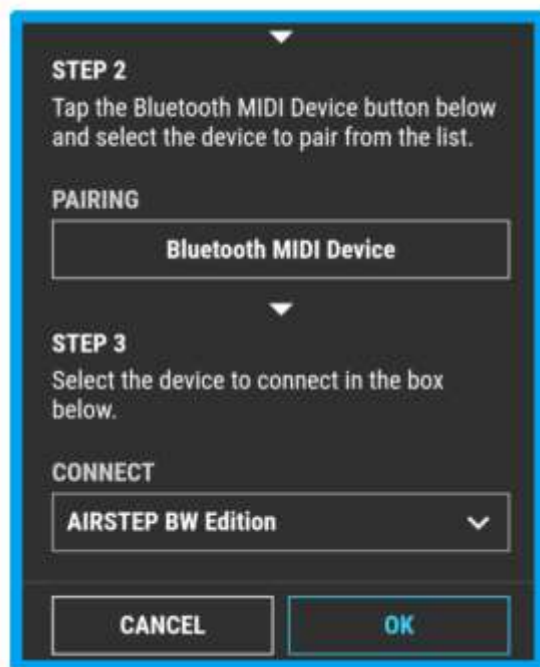 STEP 2
Tap the Bluetooth MIDI Device button below
and select the device to pair from the list.
PAIRING
Bluetooth MIDI Device
STEP 3
Select the device to connect in the box
below.
CONNECT
AIRSTEP BW Edition
CANCEL
OK